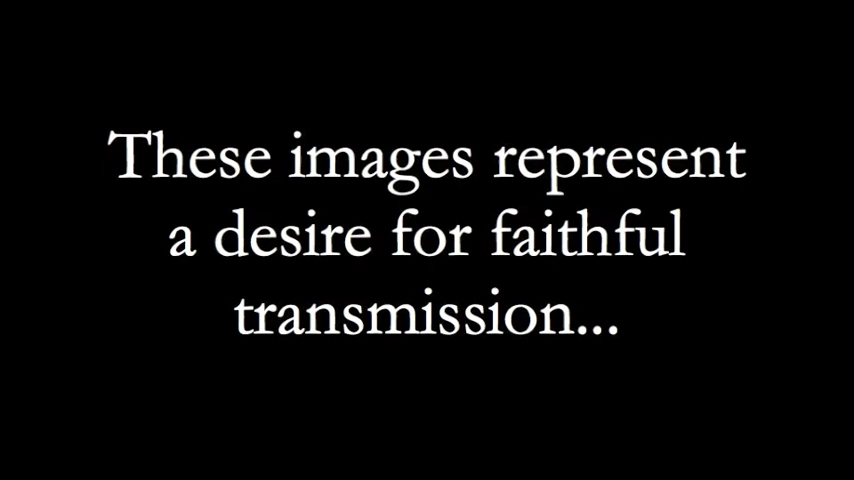 These images represent
a desire for faithful
transmission...